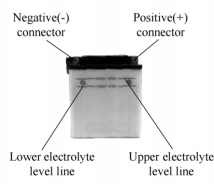 Negative(-)
connector
Positive(+)
connector
Lower electrolyte
level line
Upper electrolyte
level line